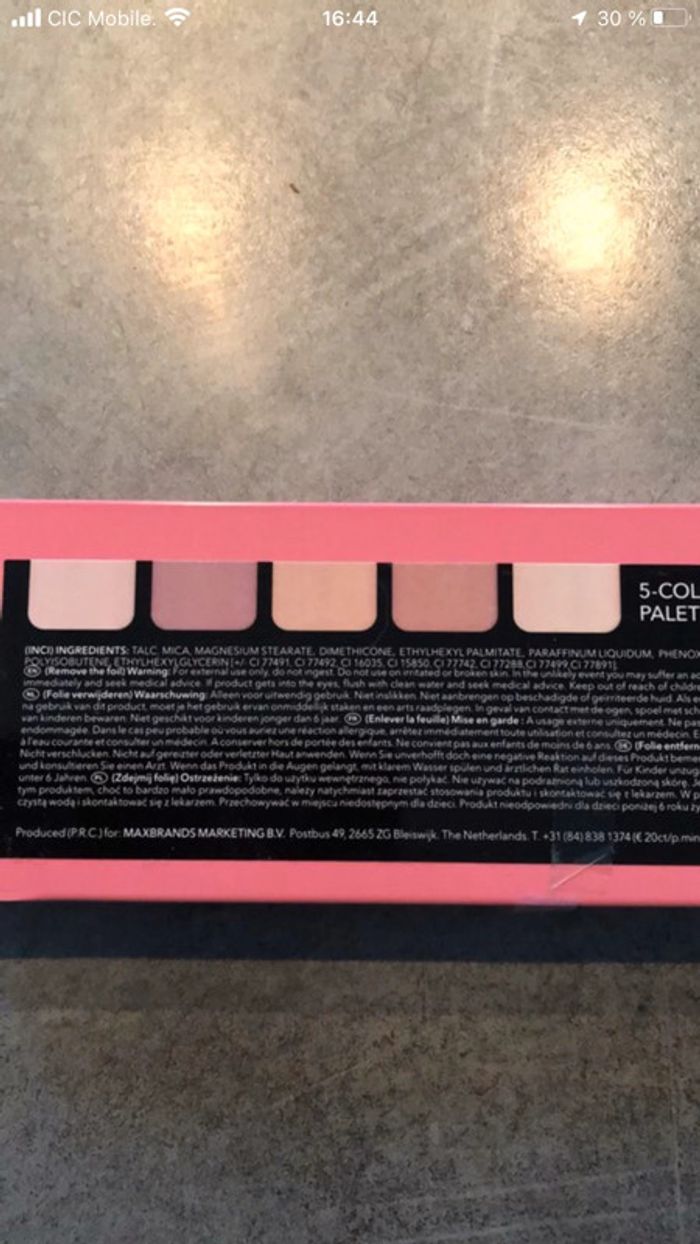 CIC Mobile. 16:44 30 %
5-COL
PALET
(INCI) INGREDIENTS: TALC, MICA, MAGNESIUM STEARATE, DIMETHICONE, ETHYLHEXYL PALMITATE, PARAFFINUM LIQUIDUM, PHENOX
POLYISOBUTENE, ETHYLHEXYLGLYCERIN [+/- CI 77491, CI 77492, CI 16035, CI 15850, CI 77742, CI 77288, CI 77499, CI 77891].
(Remove the foil) Warning: For external use only, do not ingest. Do not use on irritated or broken skin. In the unlikely event you may suffer an
immediately and seek medical advice. If product gets into the eyes, flush with clean water and seek medical advice. Keep out of reach of
NL (Folie verwijderen) Waarschuwing: Alleen voor uitwendig gebruik. Niet inslikken. Niet aanbrengen op beschadigde of geïrriteerde huid. Als
na gebruik van dit product, moet je het gebruik ervan onmiddellijk staken en een arts raadplegen. In geval van contact met de ogen, spoel met
van kinderen bewaren. Niet geschikt voor kinderen jonger dan 6 jaar. FR (Enlever la feuille) Mise en garde : A usage externe uniquement. Ne
endommagée. Dans le cas peu probable où vous auriez une réaction allergique, arrêtez immédiatement toute utilisation et consultez un médecin. E
à l'eau courante et consulter un médecin. A conserver hors de portée des enfants. Ne convient pas aux enfants de moins de 6 ans. (Folie entfer
Nicht verschlucken. Nicht auf gereizter oder verletzter Haut anwenden. Wenn Sie unverhofft doch eine negative Reaktion auf dieses Produkt
und konsultieren Sie einen Arzt. Wenn das Produkt in die Augen gelangt, mit klarem Wasser spülen und ärztlichen Rat einholen. Für Kinder
unter 6 Jahren. PL (Zdejmij folię) Ostrzeżenie: Tylko do użytku wewnętrznego, nie połykać. Nie używać na podrażnioną lub uszkodzoną skórę.
tym produktem, choć to bardzo mało prawdopodobne, należy natychmiast zaprzestać stosowania produktu i skontaktować się z lekarzem. W
czystą wodą i skontaktować się z lekarzem. Przechowywać w miejscu niedostępnym dla dzieci. Produkt nieodpowiedni dla dzieci poniżej 6 roku
Produced (P.R.C.) for: MAXBRANDS MARKETING B.V. Postbus 49, 2665 ZG Bleiswijk. The Netherlands. T. +31 (84) 838 1374 (€ 20ct/p.min